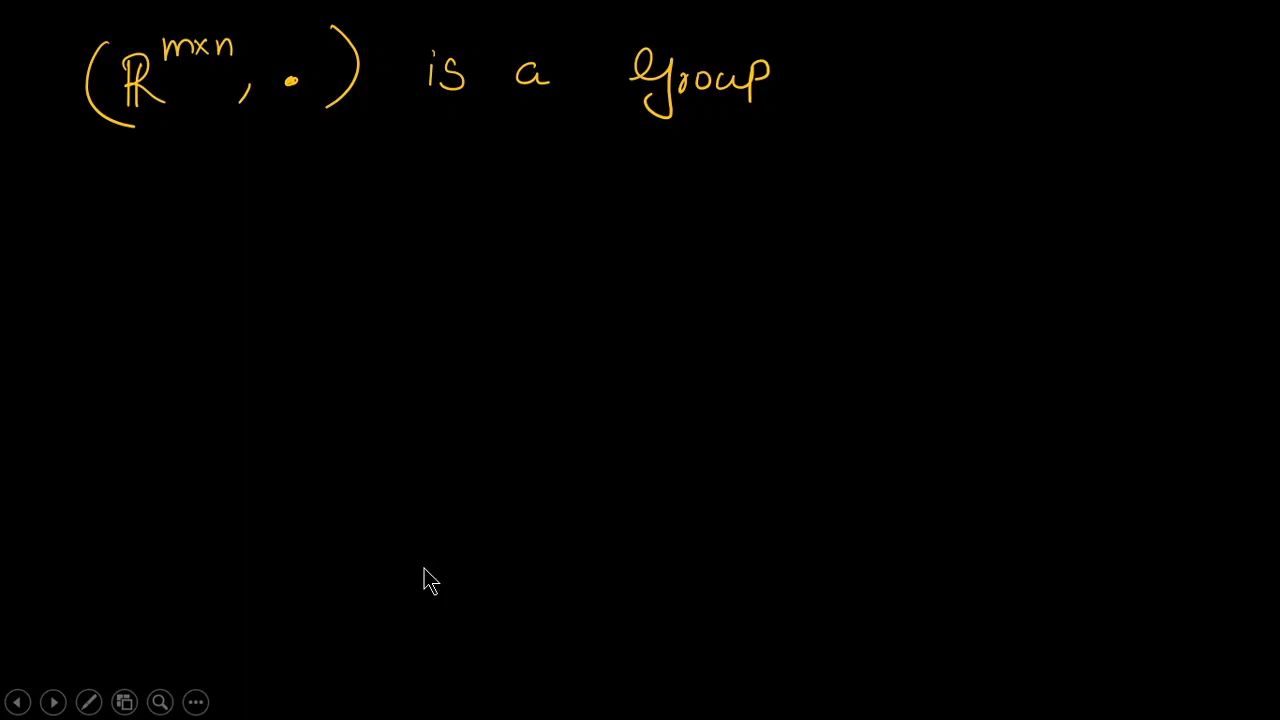 (ℝ^{m×n}, •) is a Group